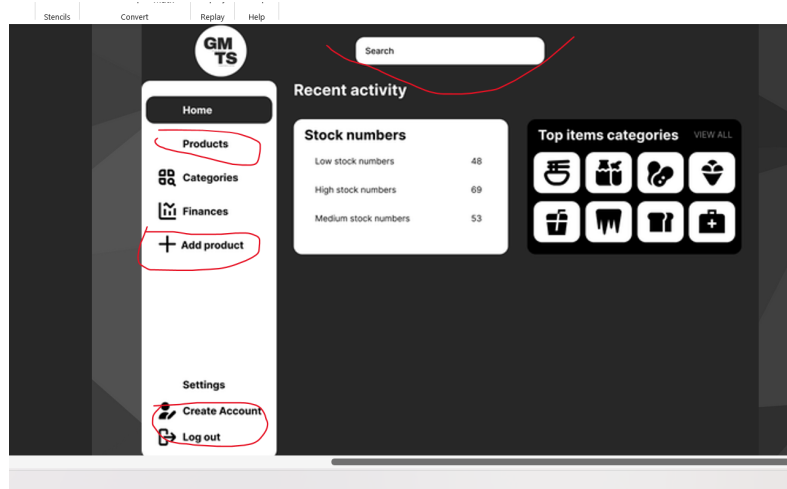 Stencils Convert Replay Help
GM
TS
Search
Recent activity
Home
Products
Categories
Finances
Add product
Settings
Create Account
Log out
Stock numbers
Low stock numbers 48
High stock numbers 69
Medium stock numbers 53
Top items categories VIEW ALL